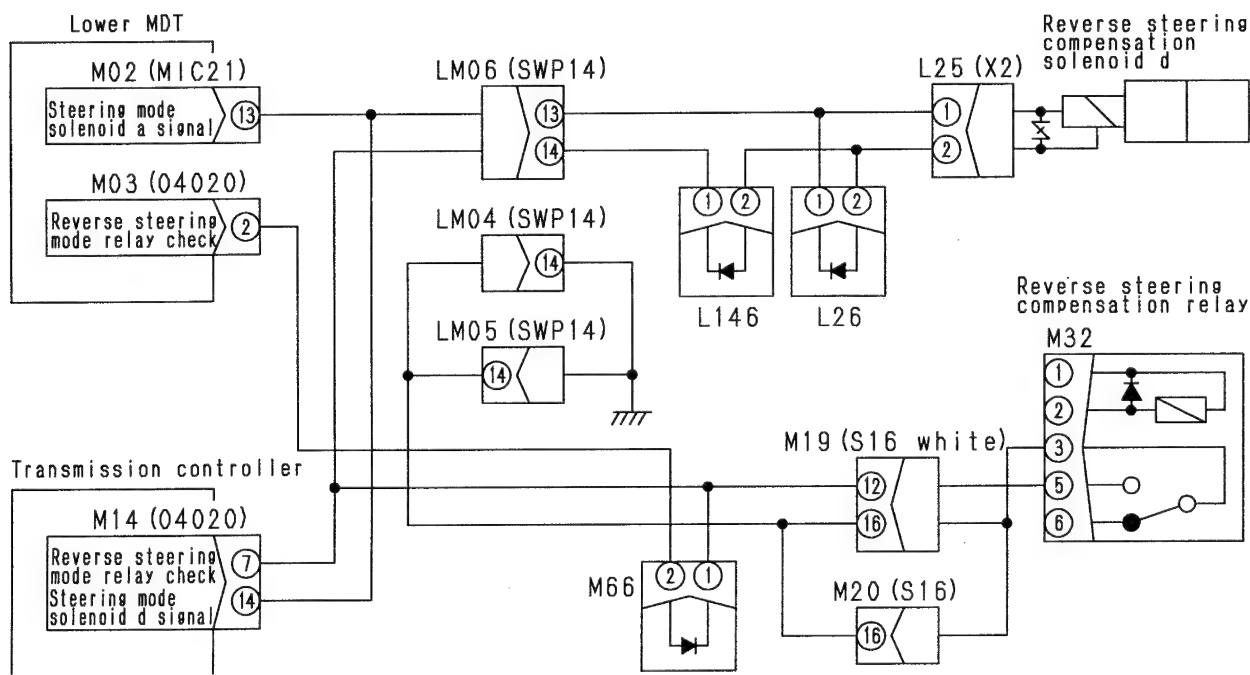 Lower MDT
M02 (MIC21)
Steering mode
solenoid a signal
13
M03 (04020)
Reverse steering
mode relay check
2
LM06 (SWP14)
13
14
LM04 (SWP14)
14
LM05 (SWP14)
14
L25 (X2)
1
2
Reverse steering
compensation
solenoid d
1
2
L146
1
2
L26
Reverse steering
compensation relay
M32
1
2
3
5
6
M19 (S16 white)
12
16
M20 (S16)
16
Transmission controller
M14 (04020)
Reverse steering
mode relay check
7
Steering mode
solenoid d signal
14
M66
2
1